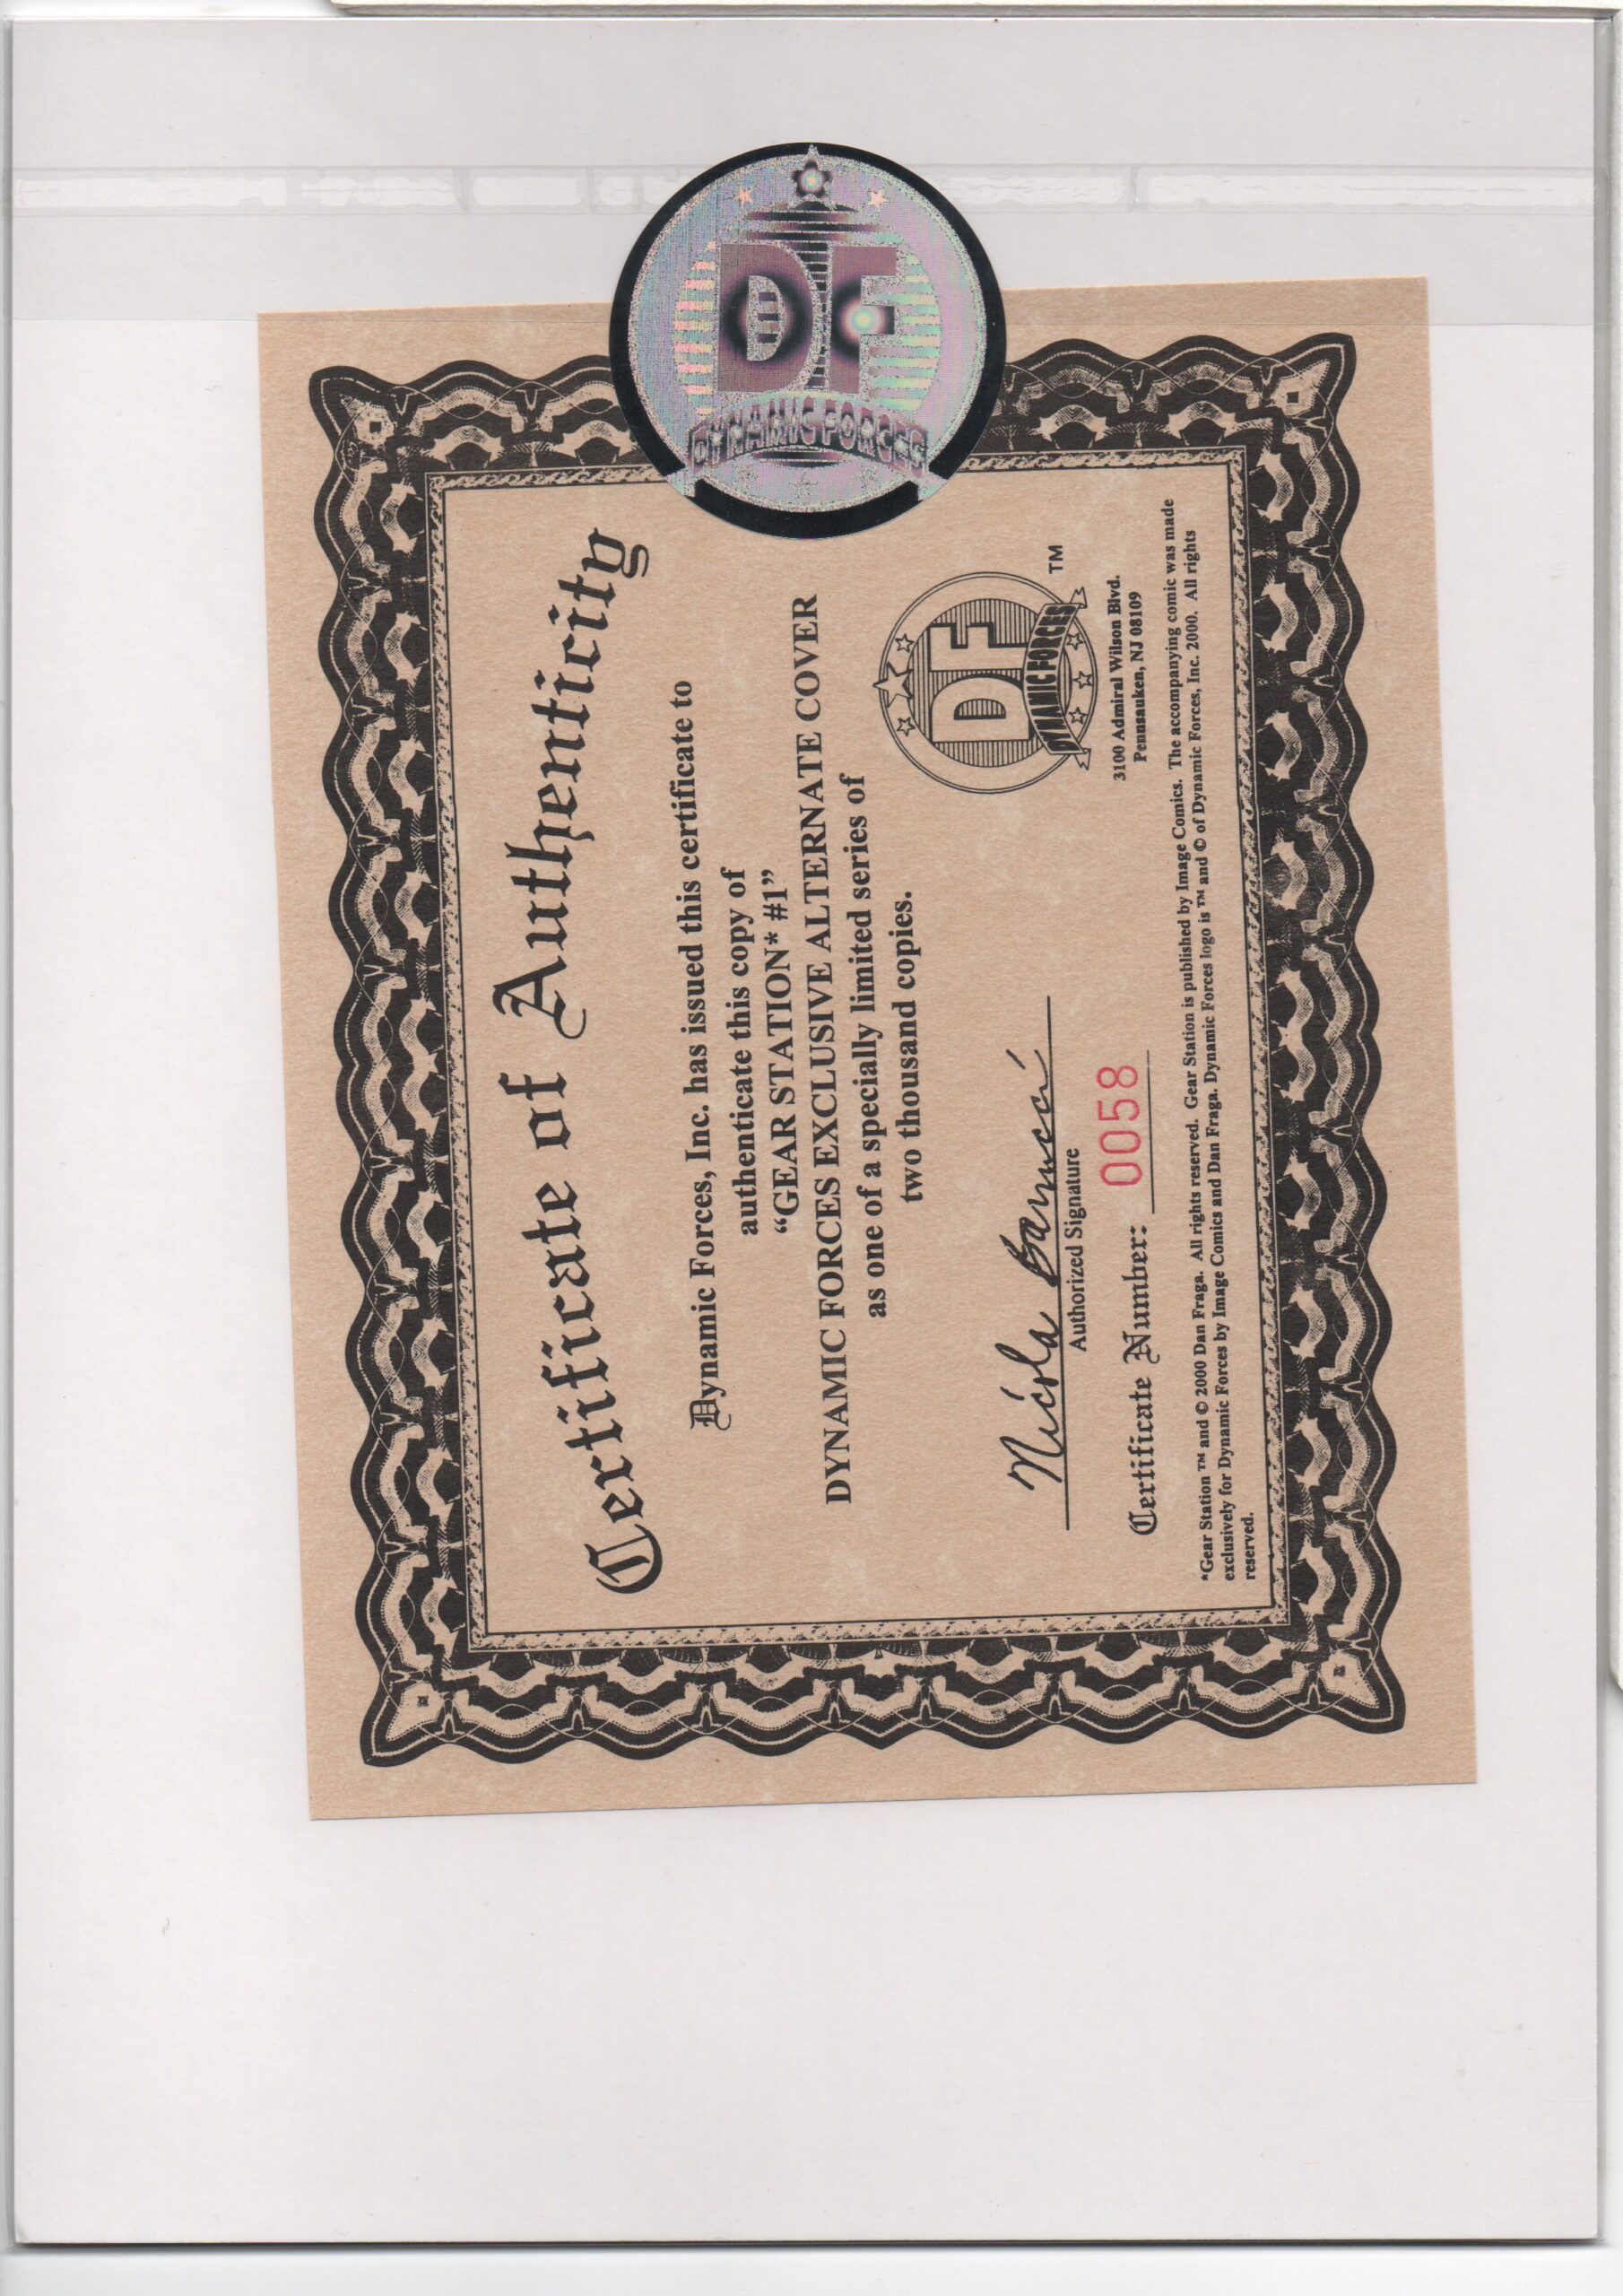 DF
DYNAMIC FORCES
Certificate of Authenticity
Dynamic Forces, Inc. has issued this certificate to
authenticate this copy of
“GEAR STATION* #1”
DYNAMIC FORCES EXCLUSIVE ALTERNATE COVER
as one of a specially limited series of
two thousand copies.
Nicola Barrucci
Authorized Signature
Certificate Number: 0058
DF
DYNAMIC FORCES
TM
3100 Admiral Wilson Blvd.
Pennsauken, NJ 08109
*Gear Station ™ and © 2000 Dan Fraga. All rights reserved. Gear Station is published by Image Comics. The accompanying comic was made
exclusively for Dynamic Forces by Image Comics and Dan Fraga. Dynamic Forces logo is ™ and © of Dynamic Forces, Inc. 2000. All rights
reserved.